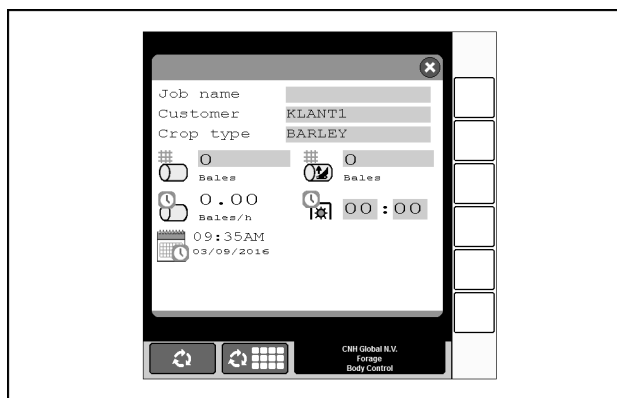 Job name
Customer KLANT1
Crop type BARLEY
0 0
Bales Bales
0.00 00:00
Bales/h
09:35AM
03/09/2016
CNH Global N.V.
Forage
Body Control